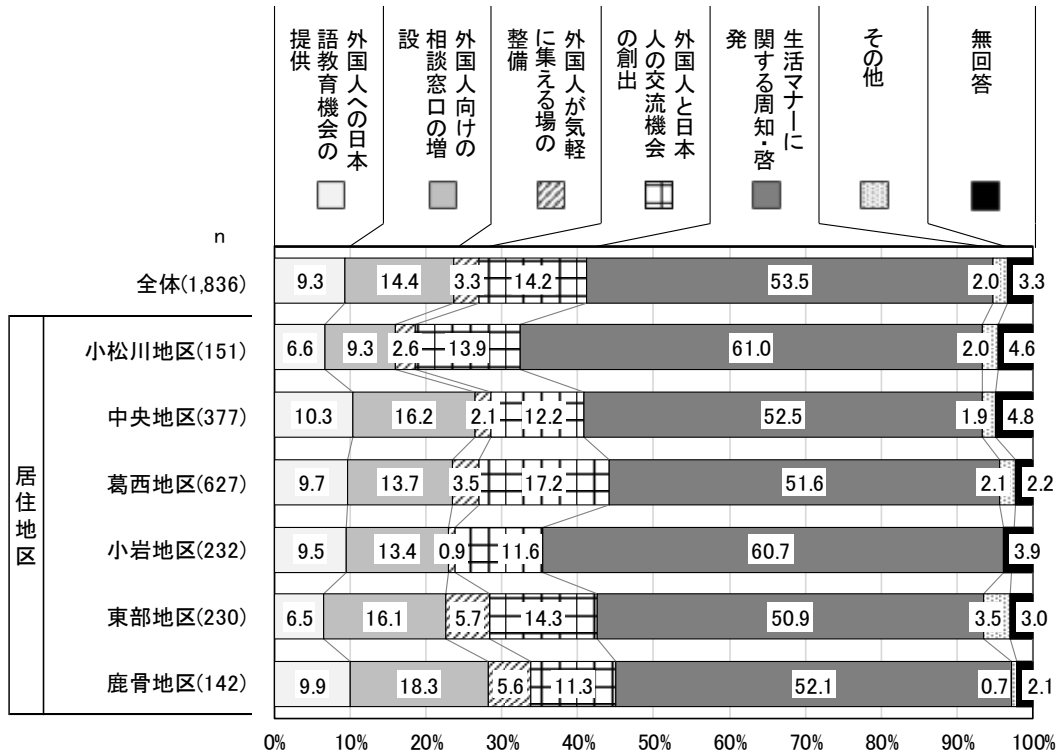 外国人への日本
語教育機会の
提供
外国人向けの
相談窓口の増
設
外国人が気軽
に集える場の
整備
外国人と日本
人の交流機会
の創出
生活マナーに
関する周知・啓
発
その他
無回答
n
全体(1,836)
9.3 14.4 3.3 14.2 53.5 2.0 3.3
居住地区
小松川地区(151)
6.6 9.3 2.6 13.9 61.0 2.0 4.6
中央地区(377)
10.3 16.2 2.1 12.2 52.5 1.9 4.8
葛西地区(627)
9.7 13.7 3.5 17.2 51.6 2.1 2.2
小岩地区(232)
9.5 13.4 0.9 11.6 60.7 3.9
東部地区(230)
6.5 16.1 5.7 14.3 50.9 3.5 3.0
鹿骨地区(142)
9.9 18.3 5.6 11.3 52.1 0.7 2.1
0% 10% 20% 30% 40% 50% 60% 70% 80% 90% 100%